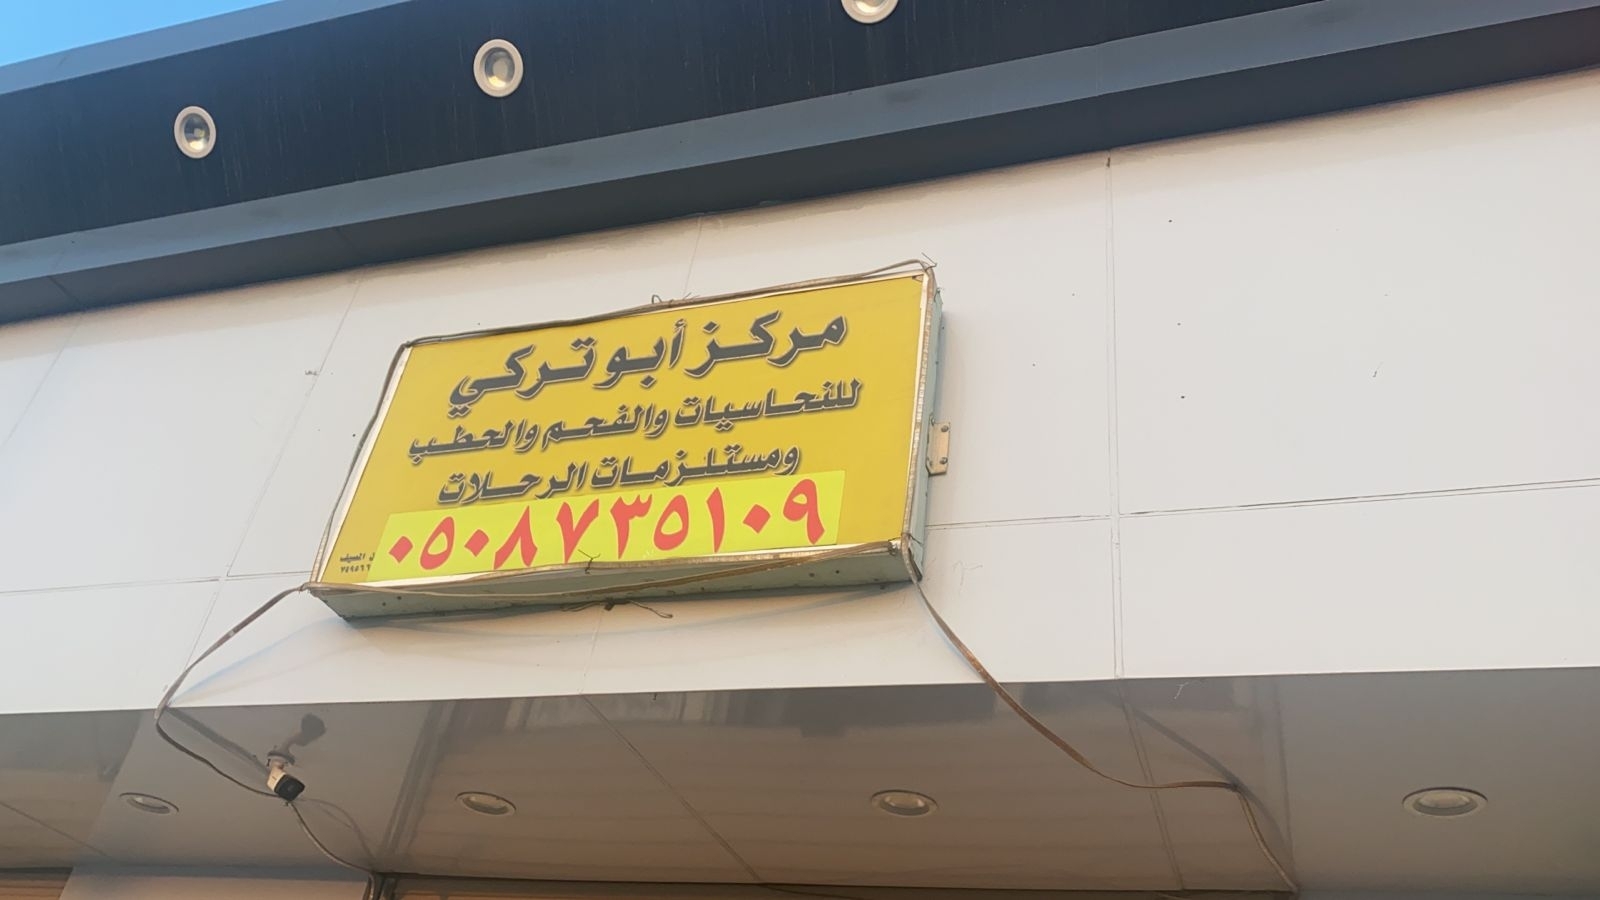 مركز أبو تركي
للنحاسيات والفحم والحطب
ومستلزمات الرحلات
٠٥٠٨٧٣٥١٠٩